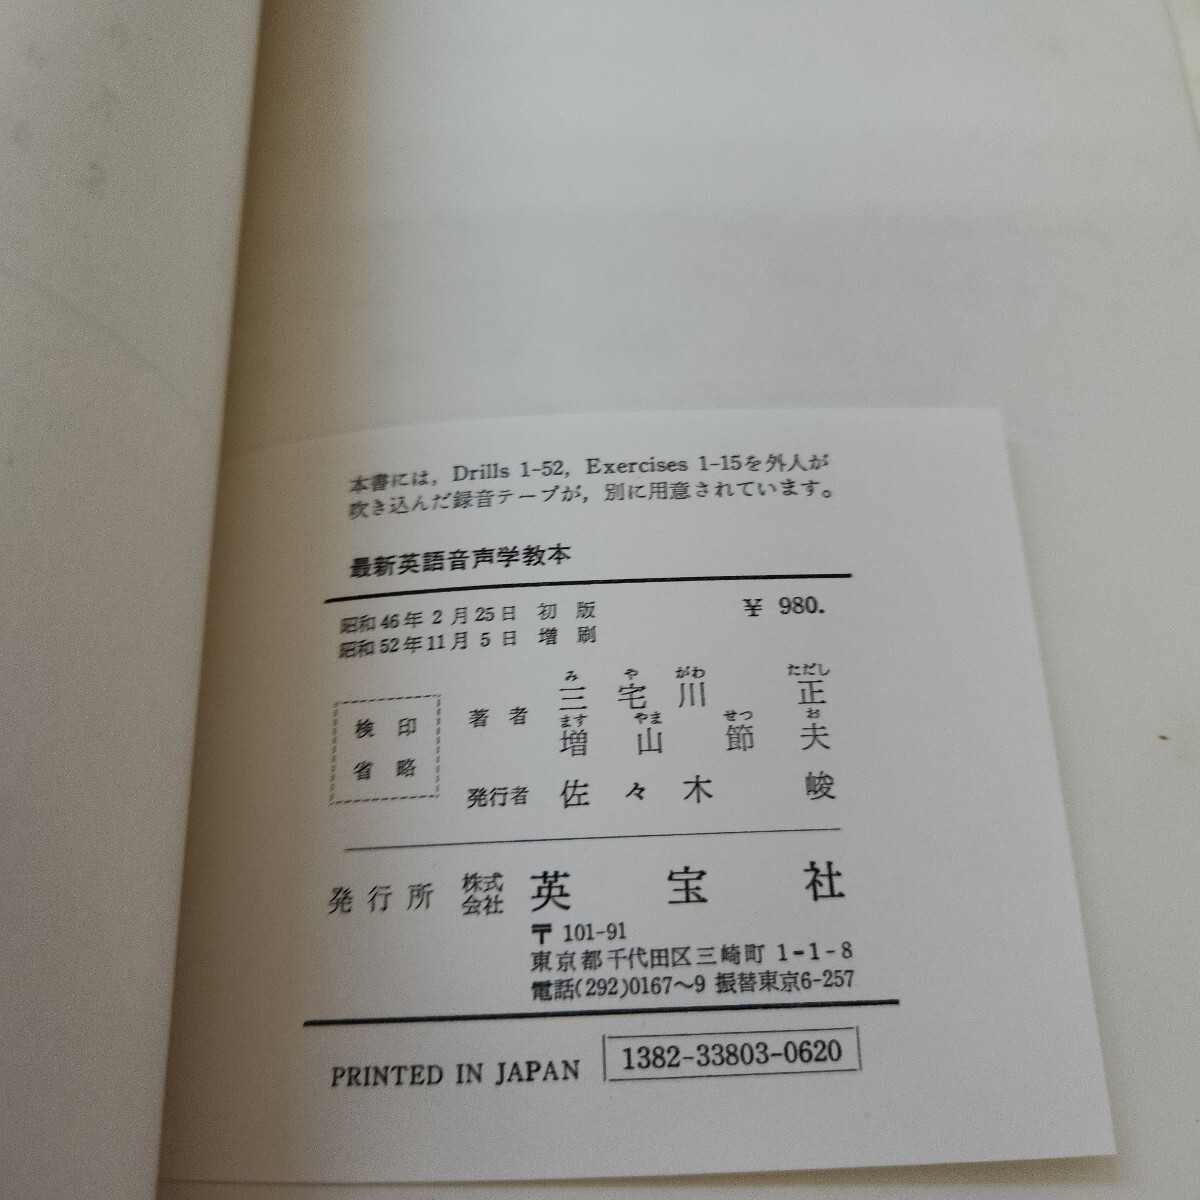 本書には，Drills 1-52，Exercises 1-15を外人が
吹き込んだ録音テープが，別に用意されています。
最新英語音声学教本
昭和46年2月25日 初版 ¥ 980.
昭和52年11月5日 増刷
検印
省略
み や がわ ただし
著者 三宅川 正
ます やま せつ お
増山節夫
発行者 佐々木 峻
発行所 株式会社 英宝社
〒 101-91
東京都千代田区三崎町 1-1-8
電話(292)0167〜9 振替東京6-257
PRINTED IN JAPAN 1382-33803-0620